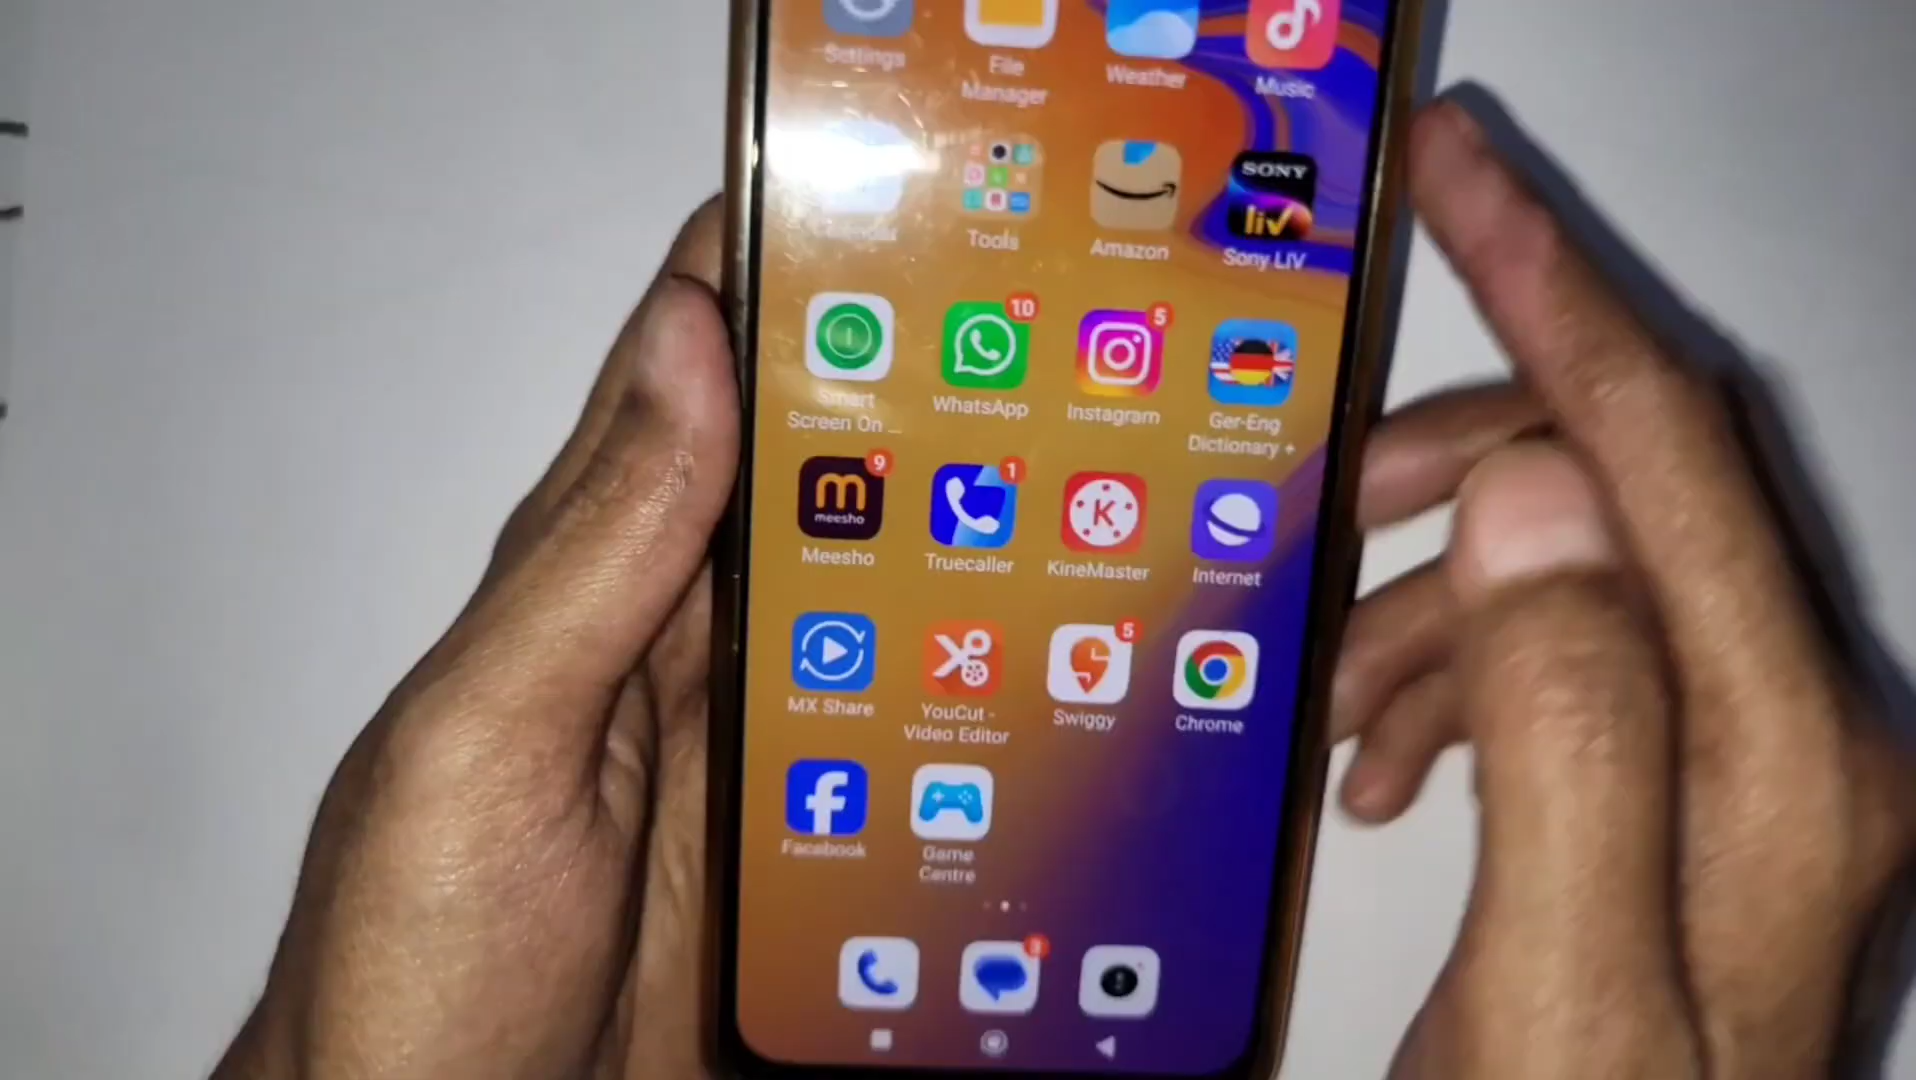 Settings
File
Manager
Weather
Music
Tools
Amazon
SONY
liv
Sony LIV
10
5
Smart
Screen On ...
WhatsApp
Instagram
Ger-Eng
Dictionary +
9
1
m
meesho
K
Meesho
Truecaller
KineMaster
Internet
5
MX Share
YouCut -
Video Editor
Swiggy
Chrome
f
Facebook
Game
Centre
3